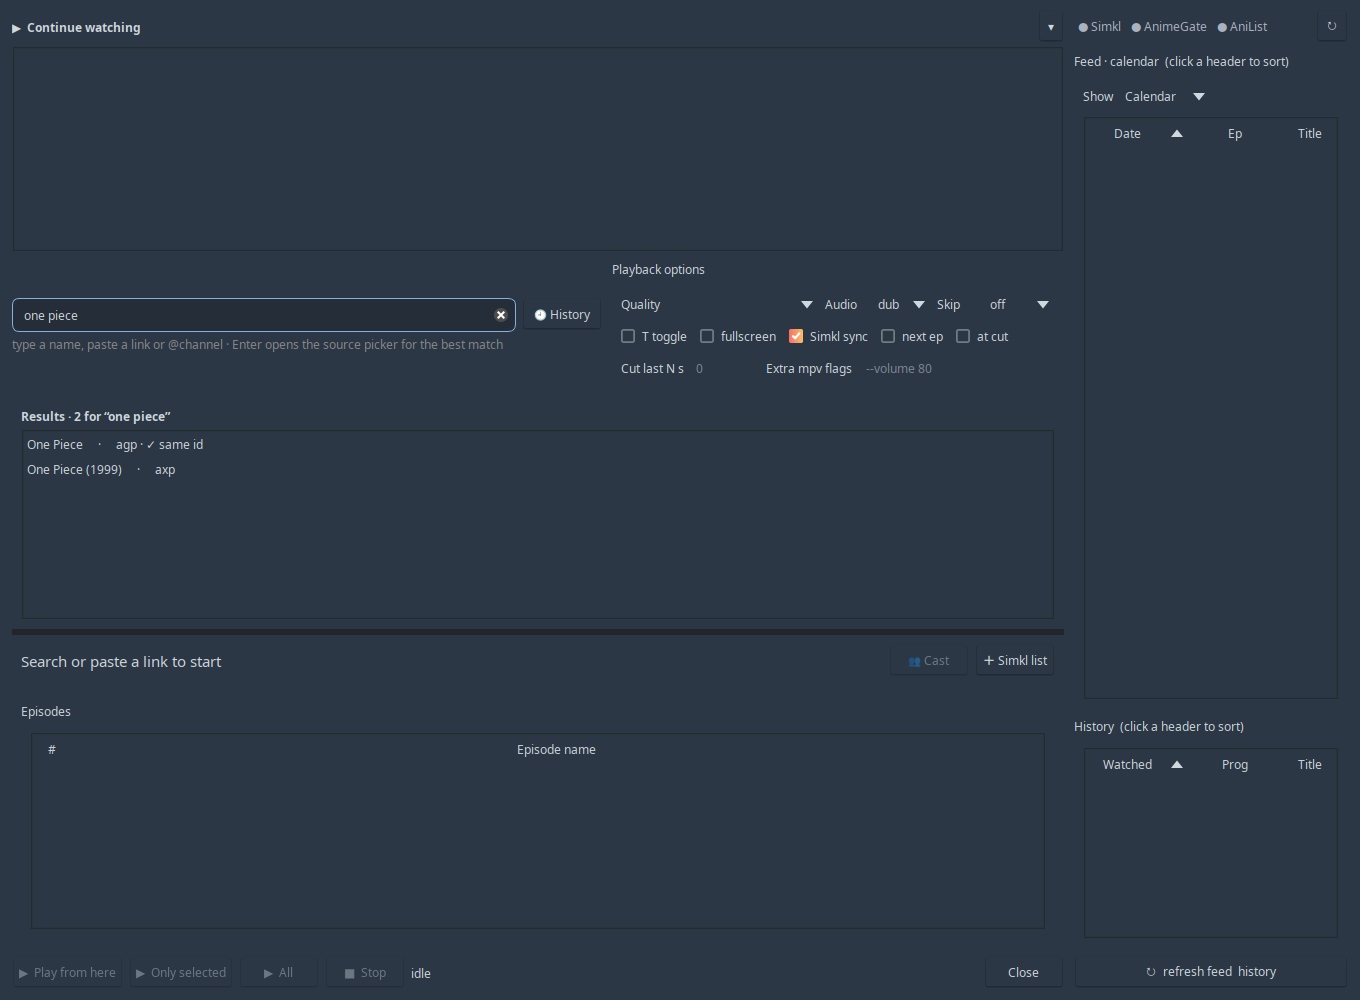 ▶ Continue watching
▼
● Simkl ● AnimeGate ● AniList ↻
Feed · calendar (click a header to sort)
Show Calendar
Date Ep Title
Playback options
one piece
🕘 History
Quality Audio dub Skip off
type a name, paste a link or @channel · Enter opens the source picker for the best match
T toggle fullscreen Simkl sync next ep at cut
Cut last N s 0 Extra mpv flags --volume 80
Results · 2 for “one piece”
One Piece · agp · ✓ same id
One Piece (1999) · axp
Search or paste a link to start
👥 Cast
+ Simkl list
Episodes
# Episode name
History (click a header to sort)
Watched Prog Title
▶ Play from here ▶ Only selected ▶ All ■ Stop idle
Close
↻ refresh feed history